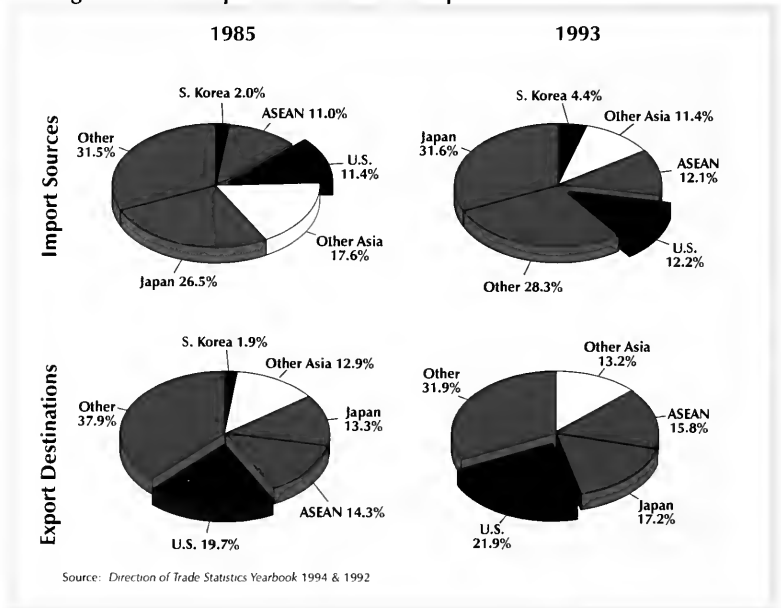 1985
1993
Import Sources
S. Korea 2.0%
ASEAN 11.0%
U.S.
11.4%
Other Asia
17.6%
Japan 26.5%
Other
31.5%
S. Korea 4.4%
Other Asia 11.4%
ASEAN
12.1%
U.S.
12.2%
Other 28.3%
Japan
31.6%
Export Destinations
S. Korea 1.9%
Other Asia 12.9%
Japan
13.3%
ASEAN 14.3%
U.S. 19.7%
Other
37.9%
Other Asia
13.2%
ASEAN
15.8%
Japan
17.2%
U.S.
21.9%
Other
31.9%
Source: Direction of Trade Statistics Yearbook 1994 & 1992